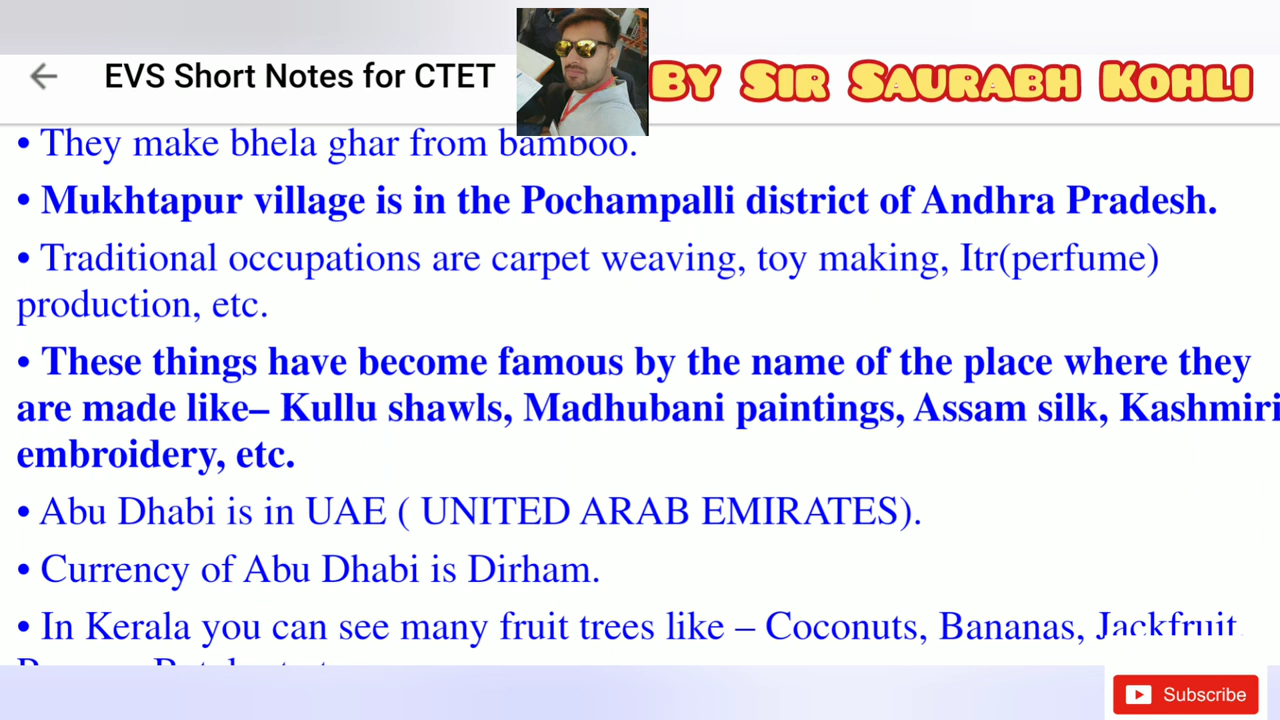 EVS Short Notes for CTET
BY SIR SAURABH KOHLI
• They make bhela ghar from bamboo.
• Mukhtapur village is in the Pochampalli district of Andhra Pradesh.
• Traditional occupations are carpet weaving, toy making, Itr(perfume)
production, etc.
• These things have become famous by the name of the place where they
are made like– Kullu shawls, Madhubani paintings, Assam silk, Kashmiri
embroidery, etc.
• Abu Dhabi is in UAE ( UNITED ARAB EMIRATES).
• Currency of Abu Dhabi is Dirham.
• In Kerala you can see many fruit trees like – Coconuts, Bananas, Jackfruit,
Subscribe